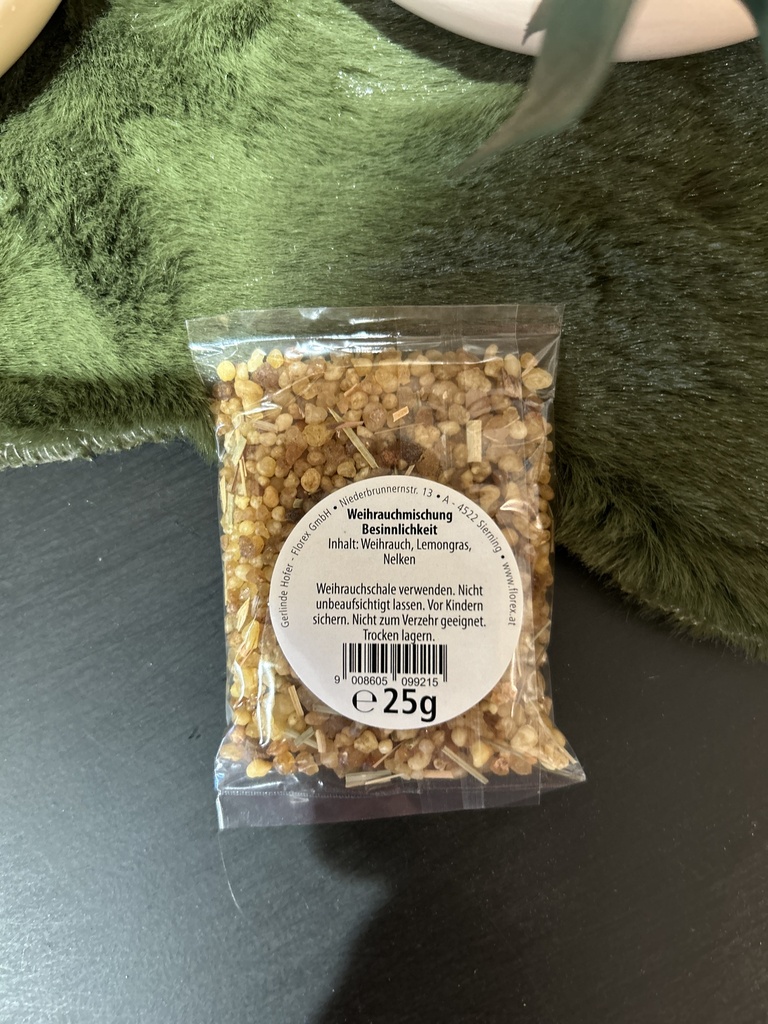 Gerlinde Hofer - Florex GmbH • Niederbrunnernstr. 13 • A - 4522 Sierning • www.florex.at
Weihrauchmischung
Besinnlichkeit
Inhalt: Weihrauch, Lemongras,
Nelken
Weihrauchschale verwenden. Nicht
unbeaufsichtigt lassen. Vor Kindern
sichern. Nicht zum Verzehr geeignet.
Trocken lagern.
9 008605 099215
℮ 25g